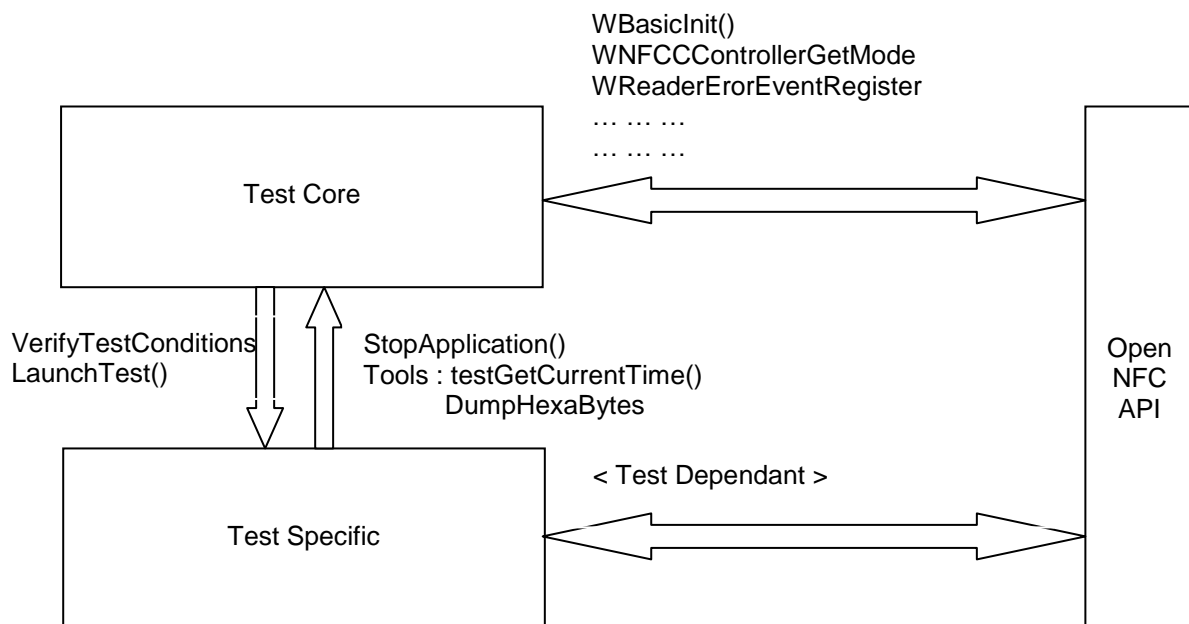 WBasicInit()
WNFCCControllerGetMode
WReaderErorEventRegister
... ... ...
... ... ...
Test Core
VerifyTestConditions
LaunchTest()
StopApplication()
Tools : testGetCurrentTime()
DumpHexaBytes
Open
NFC
API
< Test Dependant >
Test Specific